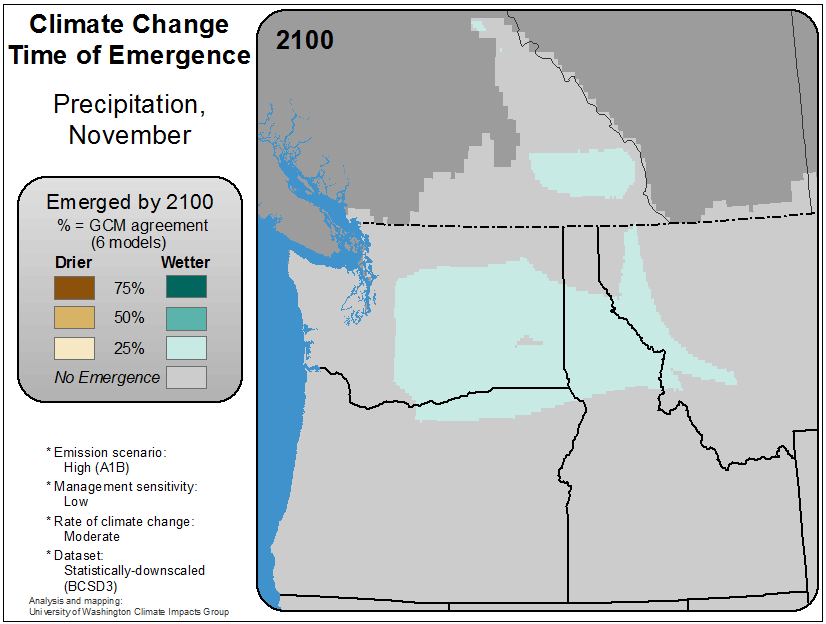 Climate Change
Time of Emergence
Precipitation,
November
Emerged by 2100
% = GCM agreement
(6 models)
Drier Wetter
75%
50%
25%
No Emergence
* Emission scenario:
High (A1B)
* Management sensitivity:
Low
* Rate of climate change:
Moderate
* Dataset:
Statistically-downscaled
(BCSD3)
Analysis and mapping:
University of Washington Climate Impacts Group
2100